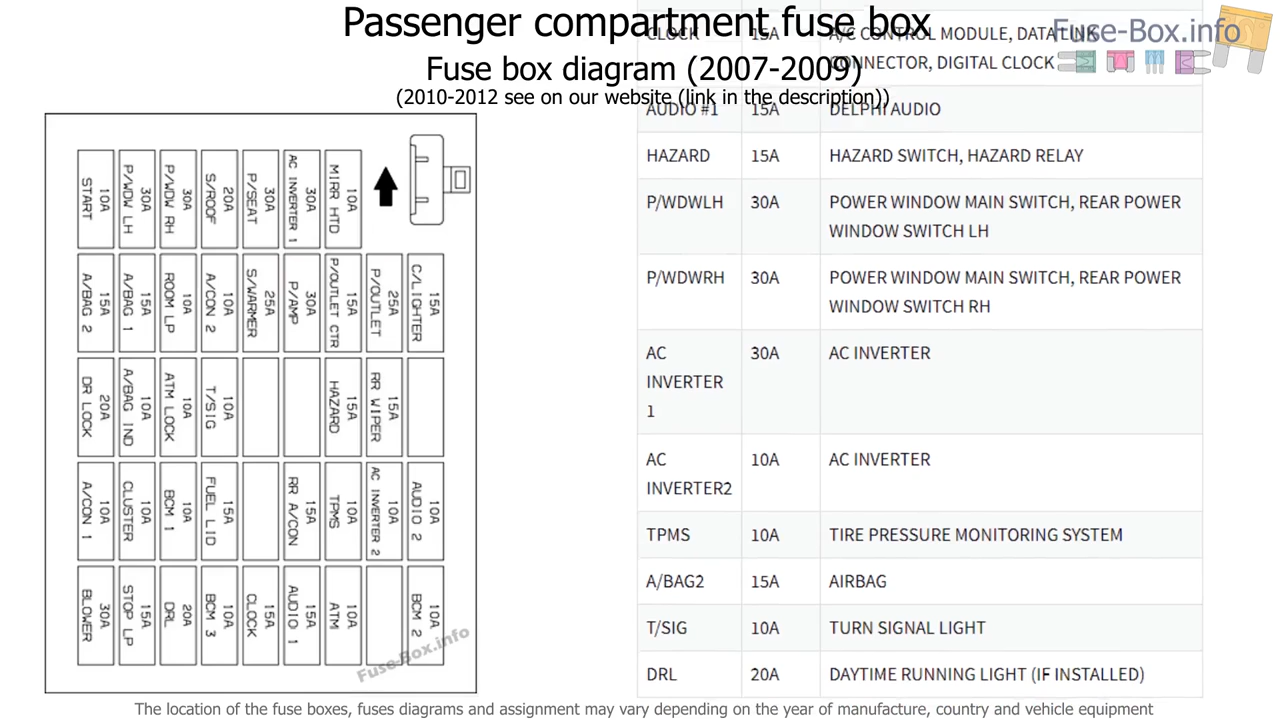 Passenger compartment fuse box
Fuse box diagram (2007-2009)
(2010-2012 see on our website (link in the description))
Fuse-Box.info
10A START
30A P/WDW LH
30A P/WDW RH
20A S/ROOF
30A P/SEAT
30A AC INVERTER 1
10A MIRR HTD
15A A/BAG 2
15A A/BAG 1
10A ROOM LP
10A A/CON 2
25A S/WARMER
30A P/AMP
15A P/OUTLET CTR
25A P/OUTLET
15A C/LIGHTER
20A DR LOCK
10A A/BAG IND
10A ATM LOCK
10A T/SIG
15A HAZARD
15A RR WIPER
10A A/CON 1
10A CLUSTER
10A BCM 1
15A FUEL LID
15A RR A/CON
10A TPMS
10A AC INVERTER 2
10A AUDIO 2
30A BLOWER
15A STOP LP
20A DRL
10A BCM 3
15A CLOCK
15A AUDIO 1
10A ATM
10A BCM 2
Fuse-Box.info
CLOCK 15A A/C CONTROL MODULE, DATA LINK
CONNECTOR, DIGITAL CLOCK
AUDIO #1 15A DELPHI AUDIO
HAZARD 15A HAZARD SWITCH, HAZARD RELAY
P/WDWLH 30A POWER WINDOW MAIN SWITCH, REAR POWER
WINDOW SWITCH LH
P/WDWRH 30A POWER WINDOW MAIN SWITCH, REAR POWER
WINDOW SWITCH RH
AC 30A AC INVERTER
INVERTER
1
AC 10A AC INVERTER
INVERTER2
TPMS 10A TIRE PRESSURE MONITORING SYSTEM
A/BAG2 15A AIRBAG
T/SIG 10A TURN SIGNAL LIGHT
DRL 20A DAYTIME RUNNING LIGHT (IF INSTALLED)
The location of the fuse boxes, fuses diagrams and assignment may vary depending on the year of manufacture, country and vehicle equipment